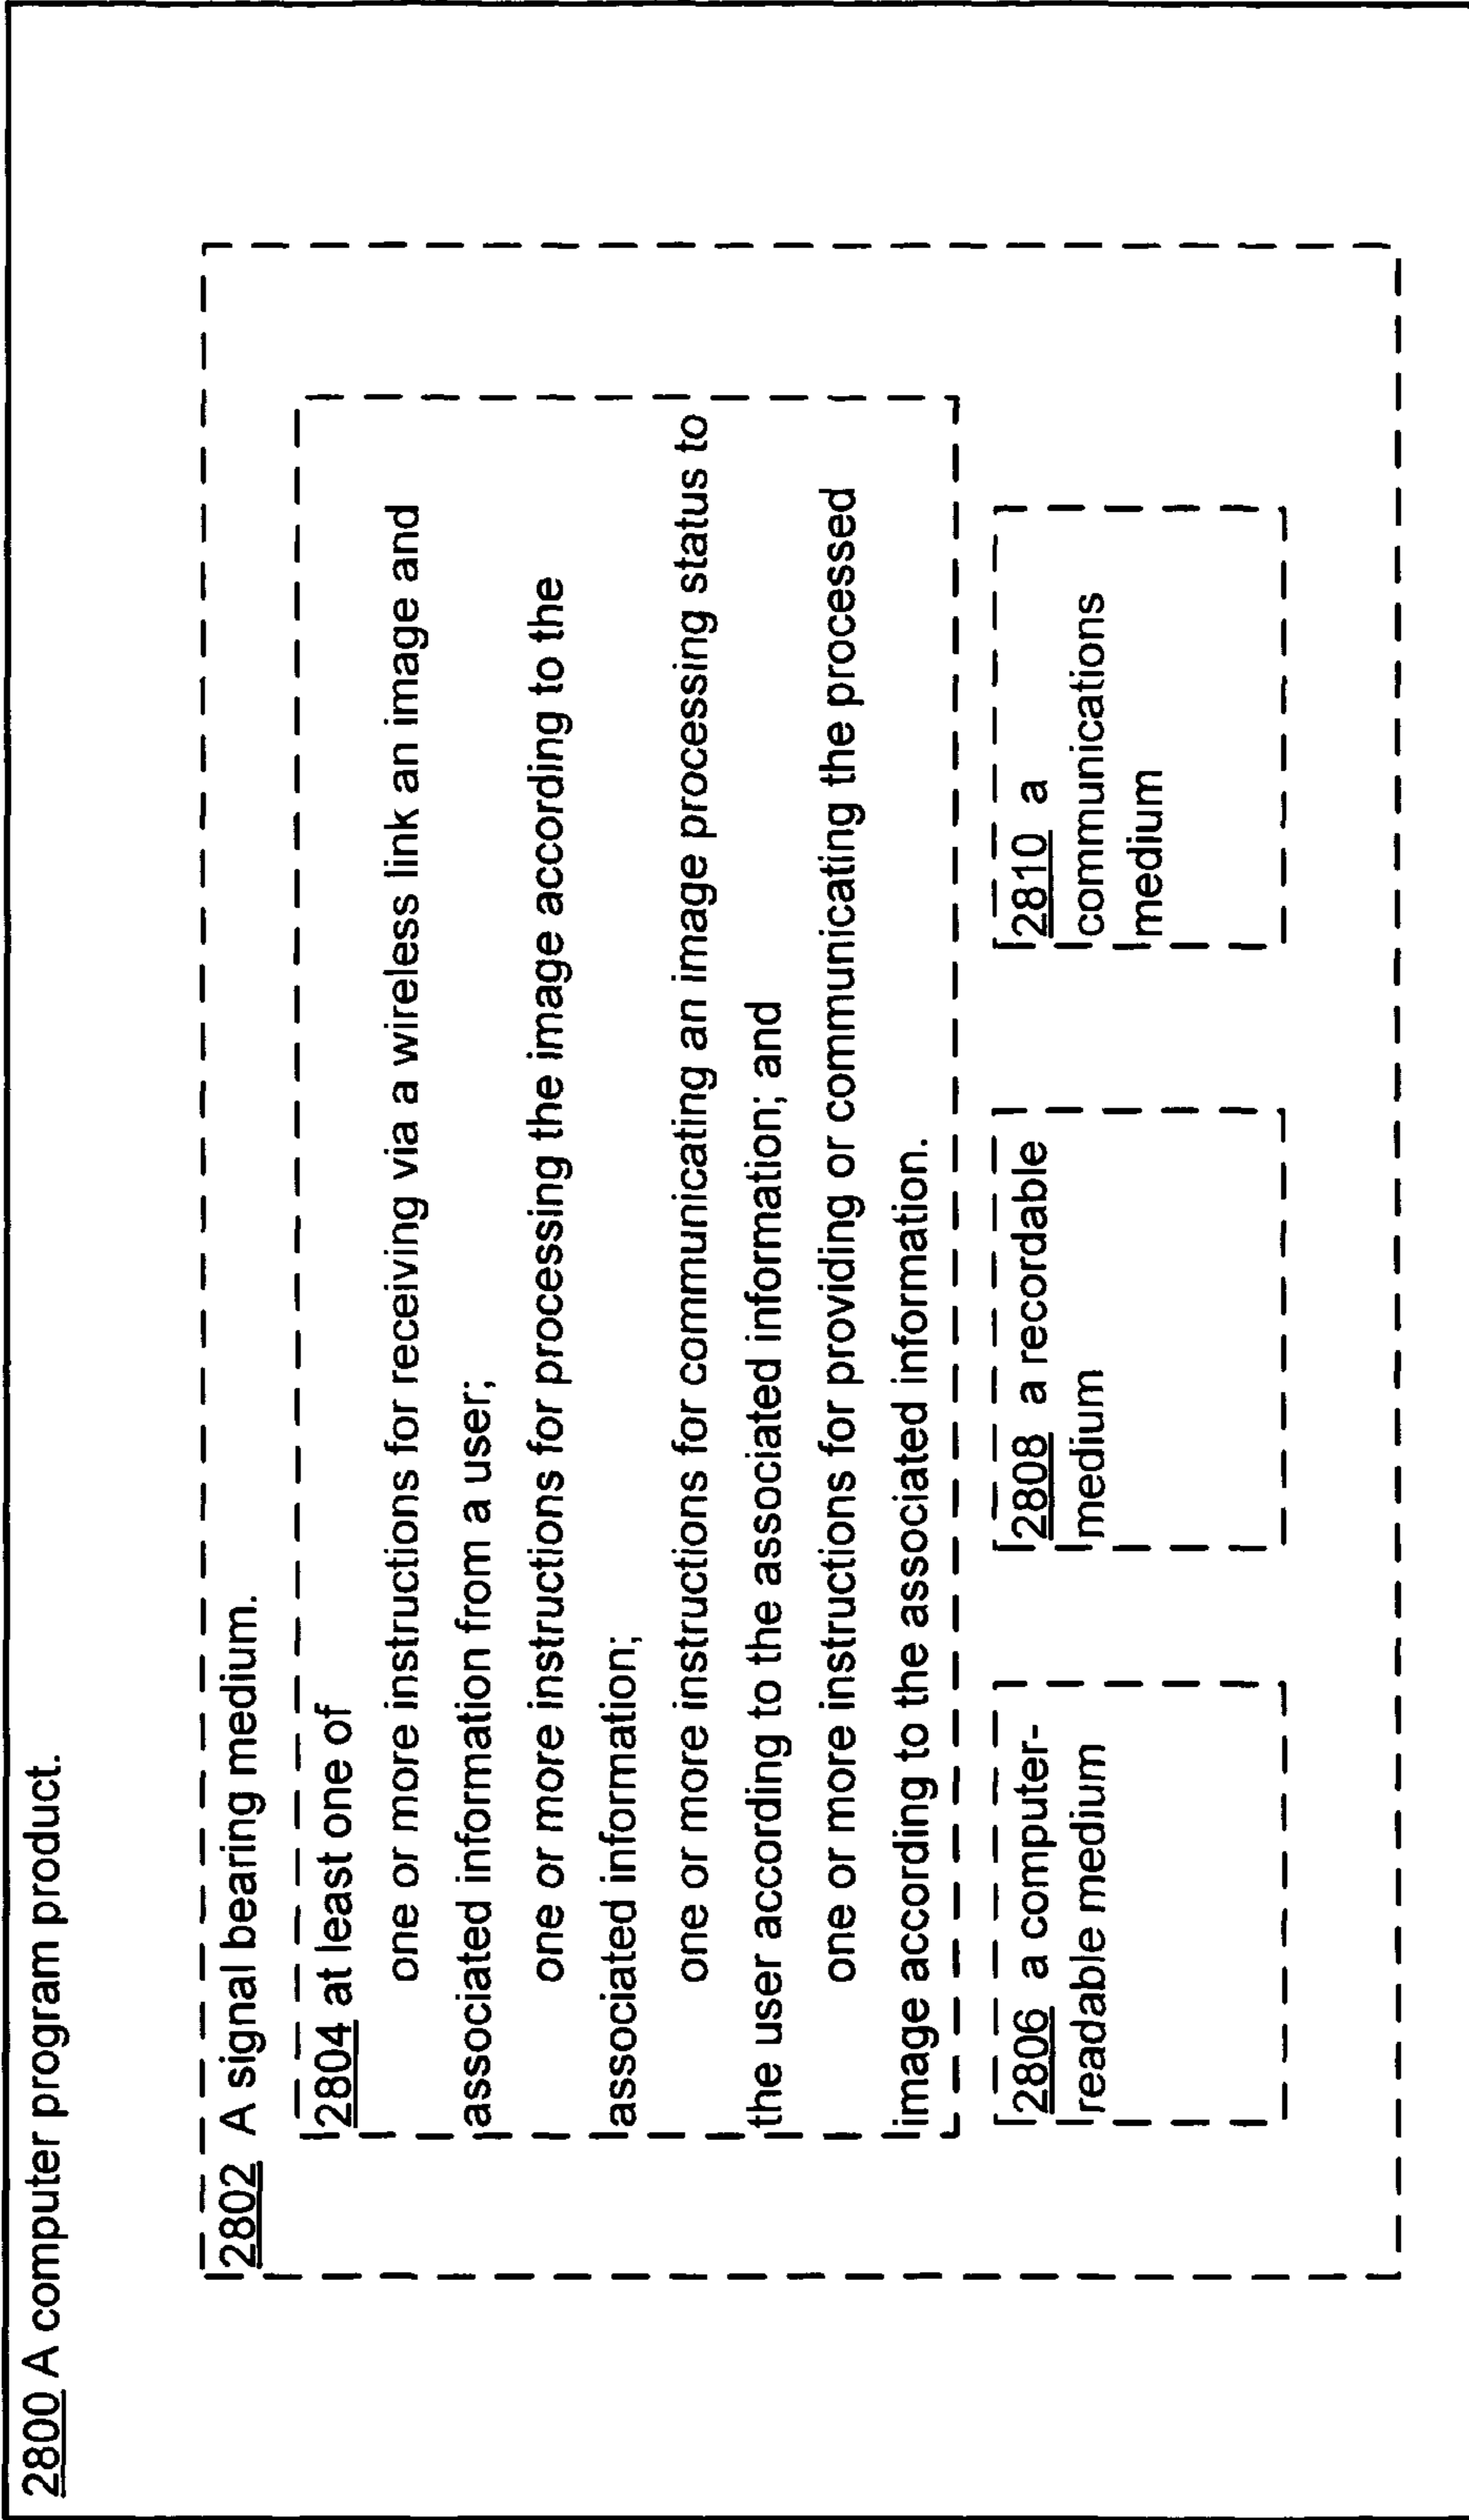 2800 A computer program product.
2802 A signal bearing medium.
2804 at least one of
one or more instructions for receiving via a wireless link an image and
associated information from a user;
one or more instructions for processing the image according to the
associated information;
one or more instructions for communicating an image processing status to
the user according to the associated information; and
one or more instructions for providing or communicating the processed
image according to the associated information.
2806 a computer-
readable medium
2808 a recordable
medium
2810 a
communications
medium